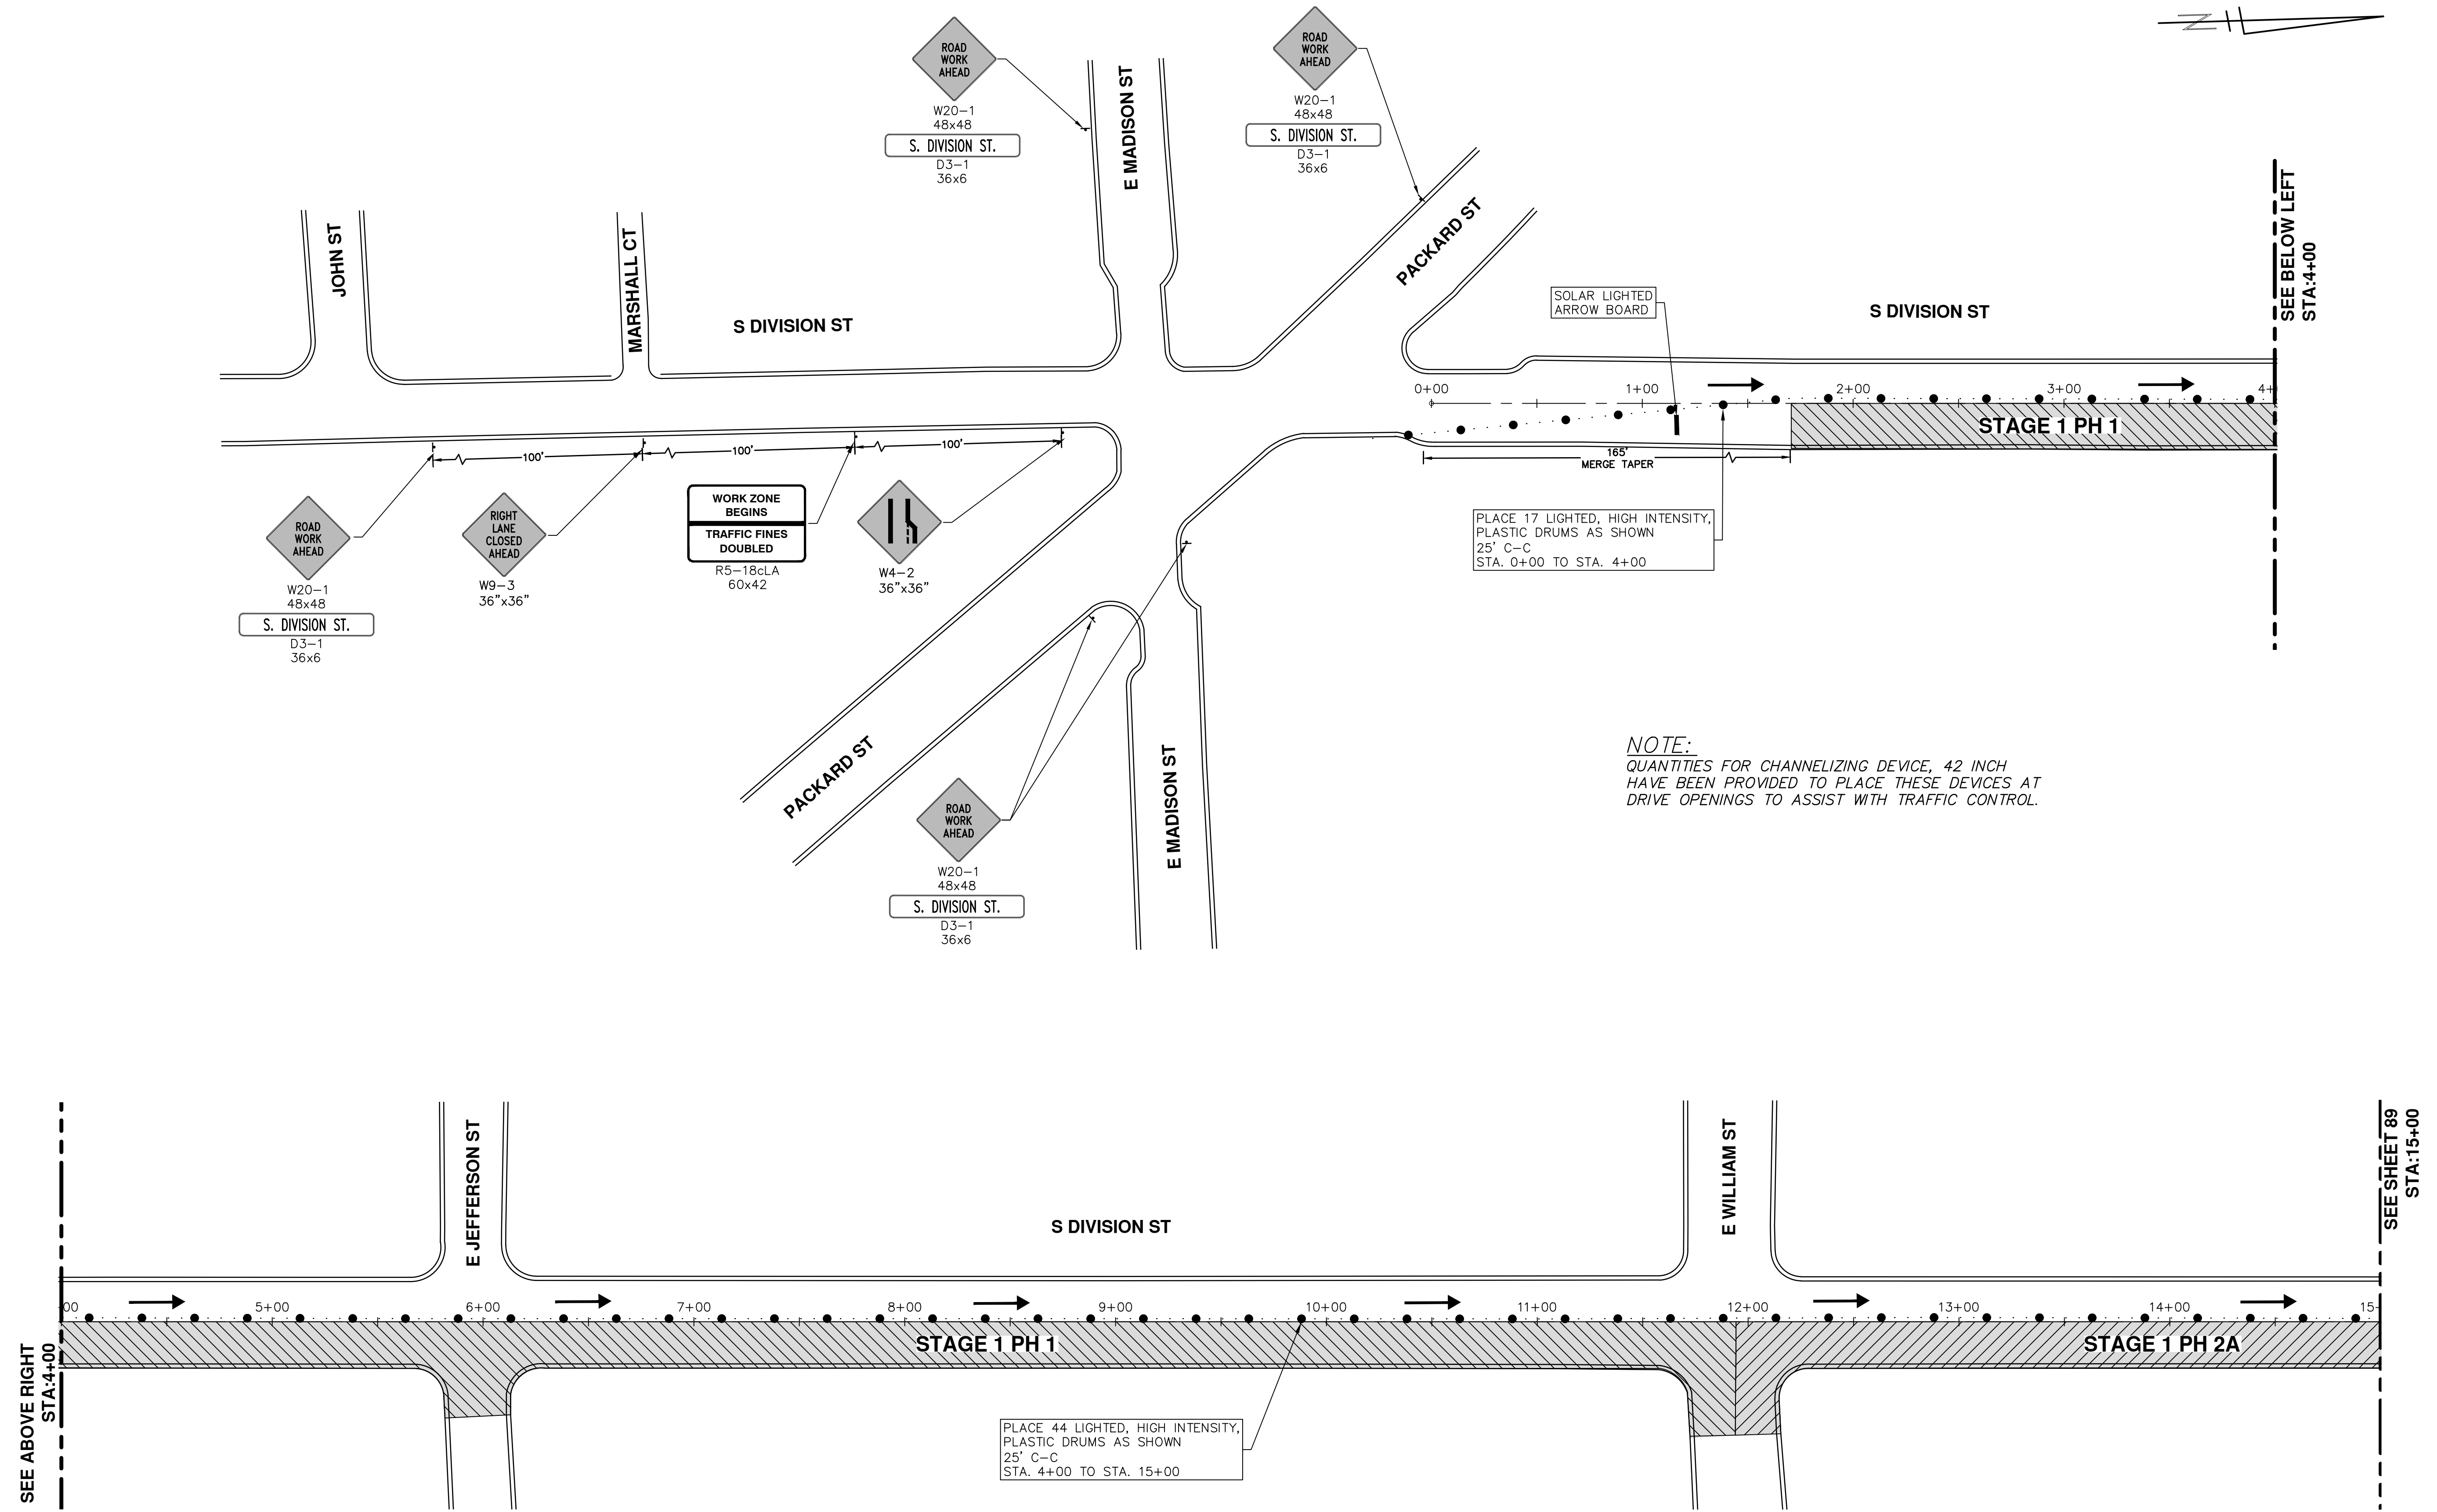 N
ROAD
WORK
AHEAD
W20-1
48x48
S. DIVISION ST.
D3-1
36x6
E MADISON ST
ROAD
WORK
AHEAD
W20-1
48x48
S. DIVISION ST.
D3-1
36x6
PACKARD ST
JOHN ST
MARSHALL CT
S DIVISION ST
SOLAR LIGHTED
ARROW BOARD
S DIVISION ST
SEE BELOW LEFT
STA:4+00
0+00
1+00
2+00
3+00
4+
STAGE 1 PH 1
100'
100'
100'
165'
MERGE TAPER
ROAD
WORK
AHEAD
W20-1
48x48
S. DIVISION ST.
D3-1
36x6
RIGHT
LANE
CLOSED
AHEAD
W9-3
36"x36"
WORK ZONE
BEGINS
TRAFFIC FINES
DOUBLED
R5-18cLA
60x42
W4-2
36"x36"
PLACE 17 LIGHTED, HIGH INTENSITY,
PLASTIC DRUMS AS SHOWN
25' C-C
STA. 0+00 TO STA. 4+00
PACKARD ST
E MADISON ST
ROAD
WORK
AHEAD
W20-1
48x48
S. DIVISION ST.
D3-1
36x6
NOTE:
QUANTITIES FOR CHANNELIZING DEVICE, 42 INCH
HAVE BEEN PROVIDED TO PLACE THESE DEVICES AT
DRIVE OPENINGS TO ASSIST WITH TRAFFIC CONTROL.
E JEFFERSON ST
S DIVISION ST
E WILLIAM ST
SEE SHEET 89
STA:15+00
00
5+00
6+00
7+00
8+00
9+00
10+00
11+00
12+00
13+00
14+00
15
STAGE 1 PH 1
STAGE 1 PH 2A
SEE ABOVE RIGHT
STA:4+00
PLACE 44 LIGHTED, HIGH INTENSITY,
PLASTIC DRUMS AS SHOWN
25' C-C
STA. 4+00 TO STA. 15+00